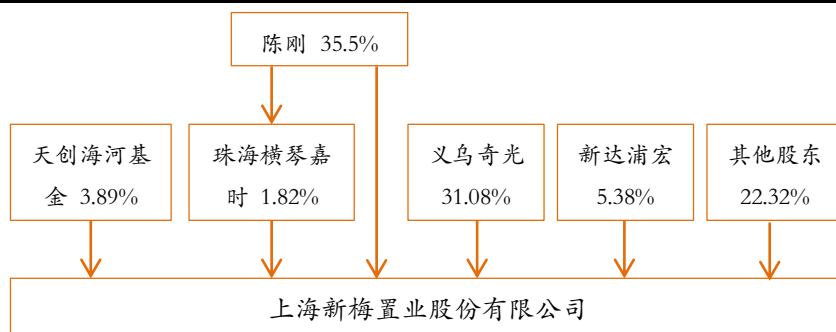 陈刚 35.5%
天创海河基
金 3.89%
珠海横琴嘉
时 1.82%
义乌奇光
31.08%
新达浦宏
5.38%
其他股东
22.32%
上海新梅置业股份有限公司